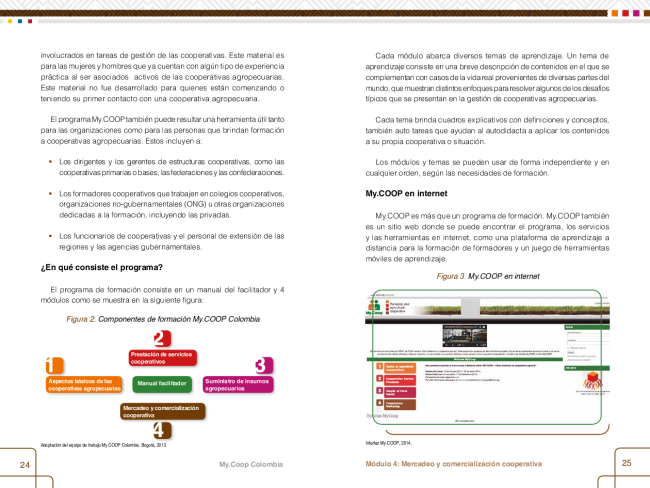 involucrados en tareas de gestión de las cooperativas. Este material es
para las mujeres y hombres que ya cuentan con algún tipo de experiencia
práctica al ser asociados activos de las cooperativas agropecuarias.
Este material no fue desarrollado para quienes están comenzando o
teniendo su primer contacto con una cooperativa agropecuaria.
El programa My.COOP también puede resultar una herramienta útil tanto
para las organizaciones como para las personas que brindan formación
a cooperativas agropecuarias. Estos incluyen a:
• Los dirigentes y los gerentes de estructuras cooperativas, como las
cooperativas primarias o bases, las federaciones y las confederaciones.
• Los formadores cooperativos que trabajen en colegios cooperativos,
organizaciones no-gubernamentales (ONG) u otras organizaciones
dedicadas a la formación, incluyendo las privadas.
• Los funcionarios de cooperativas y el personal de extensión de las
regiones y las agencias gubernamentales.
¿En qué consiste el programa?
El programa de formación consiste en un manual del facilitador y 4
módulos como se muestra en la siguiente figura:
Figura 2. Componentes de formación My.COOP Colombia
2
Prestación de servicios
cooperativos
1
Aspectos básicos de las
cooperativas agropecuarias
Manual facilitador
3
Suministro de insumos
agropecuarios
Mercadeo y comercialización
cooperativa
4
Adaptación del equipo de trabajo My.COOP Colombia. Bogotá, 2013.
24
My.Coop Colombia
Cada módulo abarca diversos temas de aprendizaje. Un tema de
aprendizaje consiste en una breve descripción de contenidos en el que se
complementan con casos de la vida real provenientes de diversas partes del
mundo, que muestran distintos enfoques para resolver algunos de los desafíos
típicos que se presentan en la gestión de cooperativas agropecuarias.
Cada tema brinda cuadros explicativos con definiciones y conceptos,
también auto tareas que ayudan al autodidacta a aplicar los contenidos
a su propia cooperativa o situación.
Los módulos y temas se pueden usar de forma independiente y en
cualquier orden, según las necesidades de formación.
My.COOP en internet
My.COOP es más que un programa de formación. My.COOP también
es un sitio web donde se puede encontrar el programa, los servicios
y las herramientas en internet, como una plataforma de aprendizaje a
distancia para la formación de formadores y un juego de herramientas
móviles de aprendizaje.
Figura 3. My.COOP en internet
My.Coop
Managing your
agricultural
cooperative
1
2
3
4
Interfaz My.COOP, 2014.
Módulo 4: Mercadeo y comercialización cooperativa
25